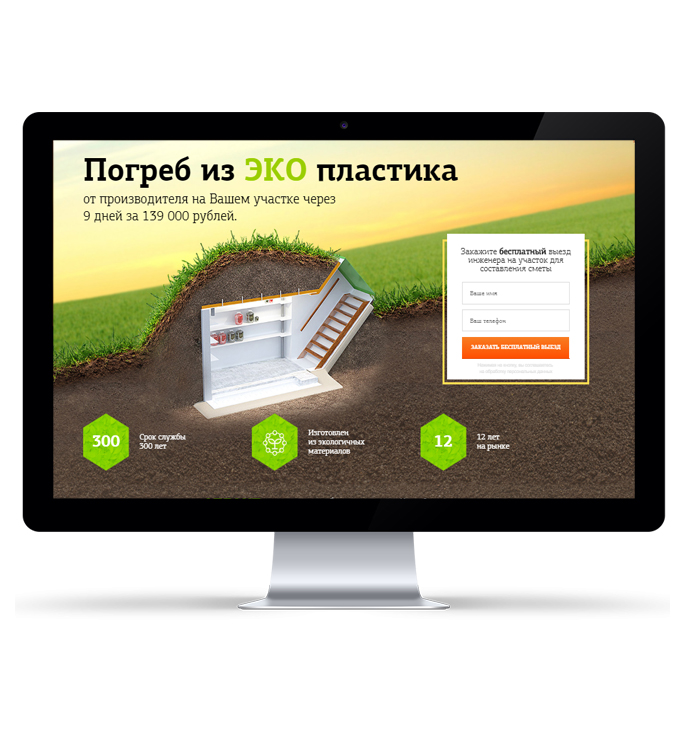 Погреб из ЭКО пластика
от производителя на Вашем участке через
9 дней за 139 000 рублей.
Закажите бесплатный выезд
инженера на участок для
составления сметы
Ваше имя
Ваш телефон
ЗАКАЗАТЬ БЕСПЛАТНЫЙ ВЫЕЗД
300
Срок службы
300 лет
Изготовлен
из экологичных
материалов
12
12 лет
на рынке